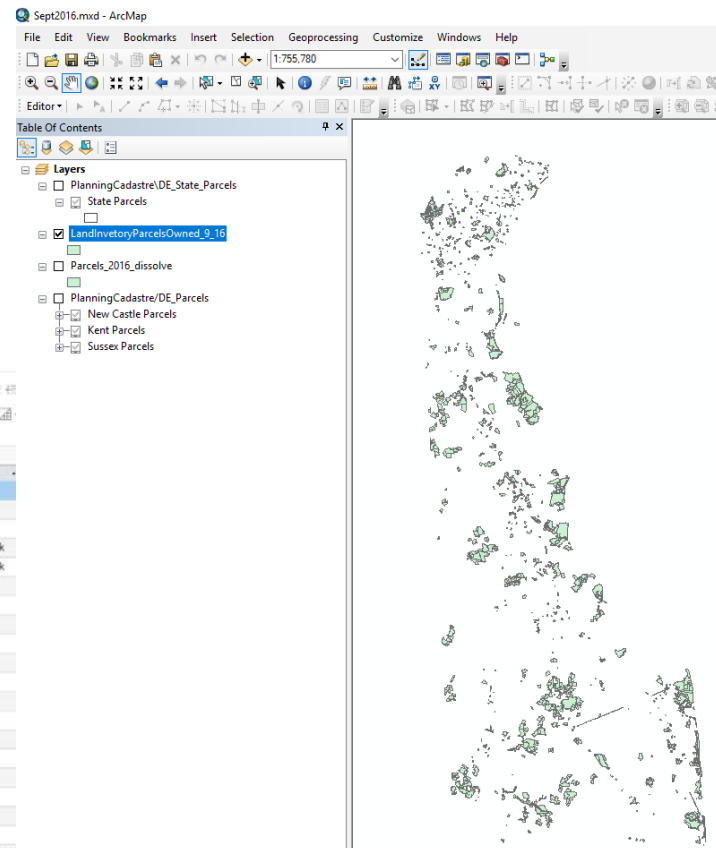 Sept2016.mxd - ArcMap
File Edit View Bookmarks Insert Selection Geoprocessing Customize Windows Help
1:755,780
Editor
Table Of Contents
Layers
PlanningCadastre\DE_State_Parcels
State Parcels
LandInvetoryParcelsOwned_9_16
Parcels_2016_dissolve
PlanningCadastre/DE_Parcels
New Castle Parcels
Kent Parcels
Sussex Parcels
k
k